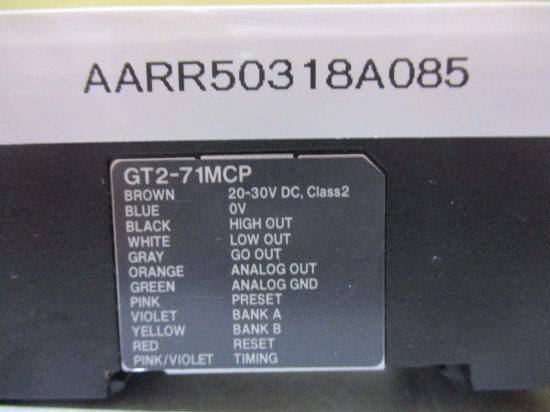 AARR50318A085
GT2-71MCP
BROWN 20-30V DC, Class2
BLUE 0V
BLACK HIGH OUT
WHITE LOW OUT
GRAY GO OUT
ORANGE ANALOG OUT
GREEN ANALOG GND
PINK PRESET
VIOLET BANK A
YELLOW BANK B
RED RESET
PINK/VIOLET TIMING